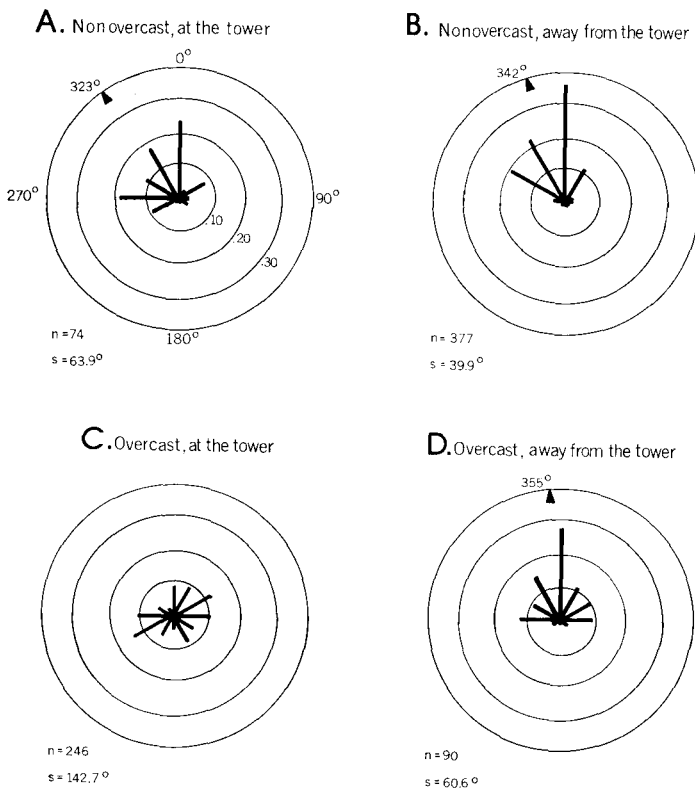 A. Nonovercast, at the tower
0°
323°
270°
90°
.10
.20
.30
180°
n=74
s=63.9°
B. Nonovercast, away from the tower
342°
n=377
s=39.9°
C. Overcast, at the tower
n=246
s=142.7°
D. Overcast, away from the tower
355°
n=90
s=60.6°